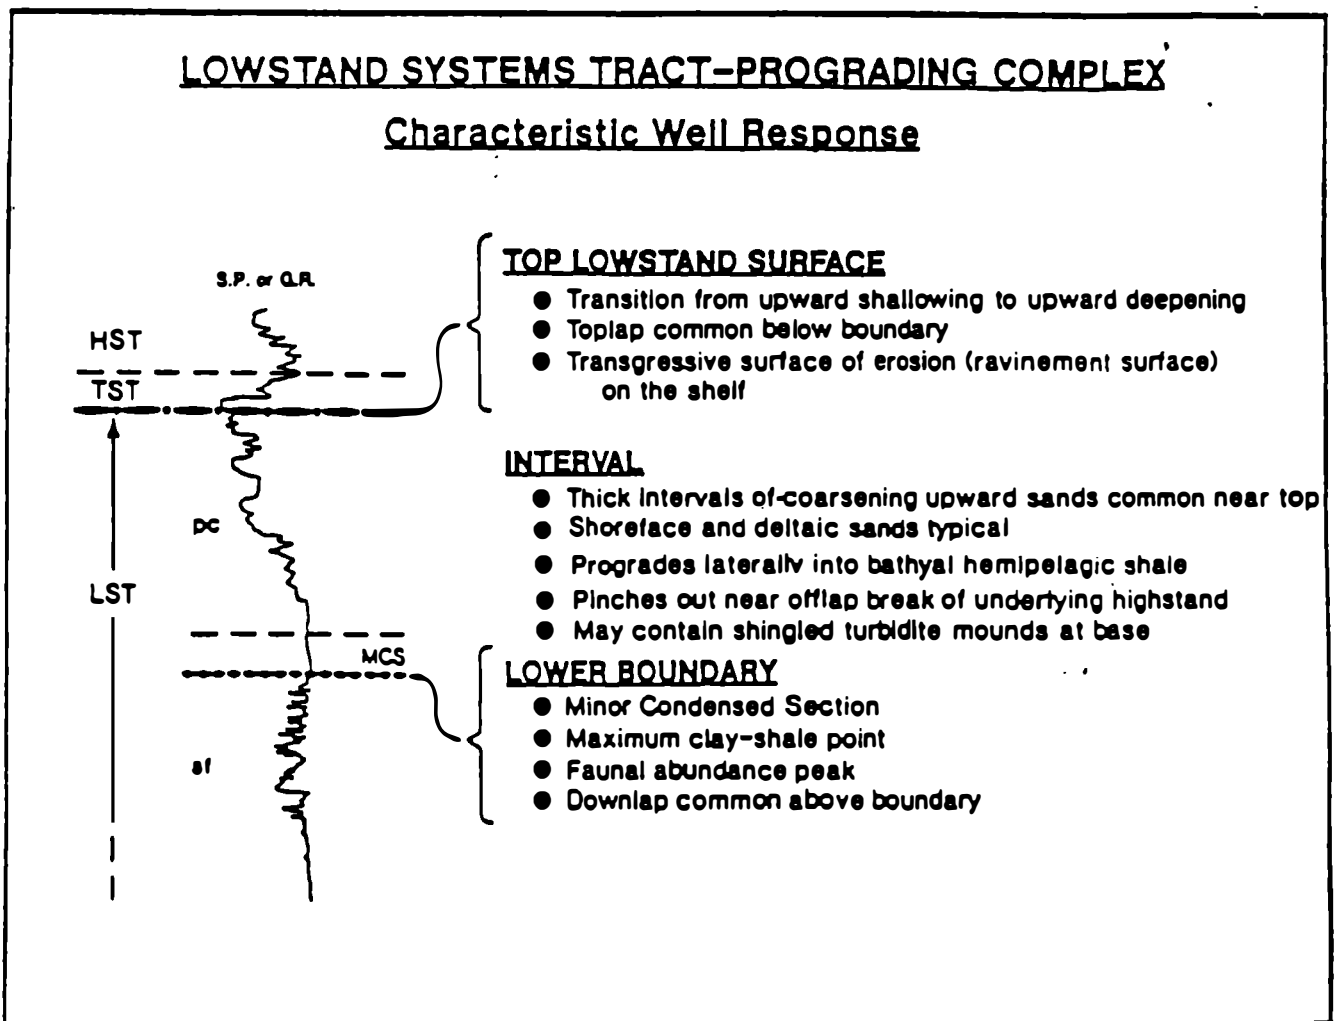 LOWSTAND SYSTEMS TRACT-PROGRADING COMPLEX
Characteristic Well Response
S.P. or G.R.
HST
TST
pc
LST
MCS
sf
TOP LOWSTAND SURFACE
● Transition from upward shallowing to upward deepening
● Toplap common below boundary
● Transgressive surface of erosion (ravinement surface)
on the shelf
INTERVAL
● Thick intervals of-coarsening upward sands common near top
● Shoreface and deltaic sands typical
● Progrades laterally into bathyal hemipelagic shale
● Pinches out near offlap break of underlying highstand
● May contain shingled turbidite mounds at base
LOWER BOUNDARY
● Minor Condensed Section
● Maximum clay-shale point
● Faunal abundance peak
● Downlap common above boundary